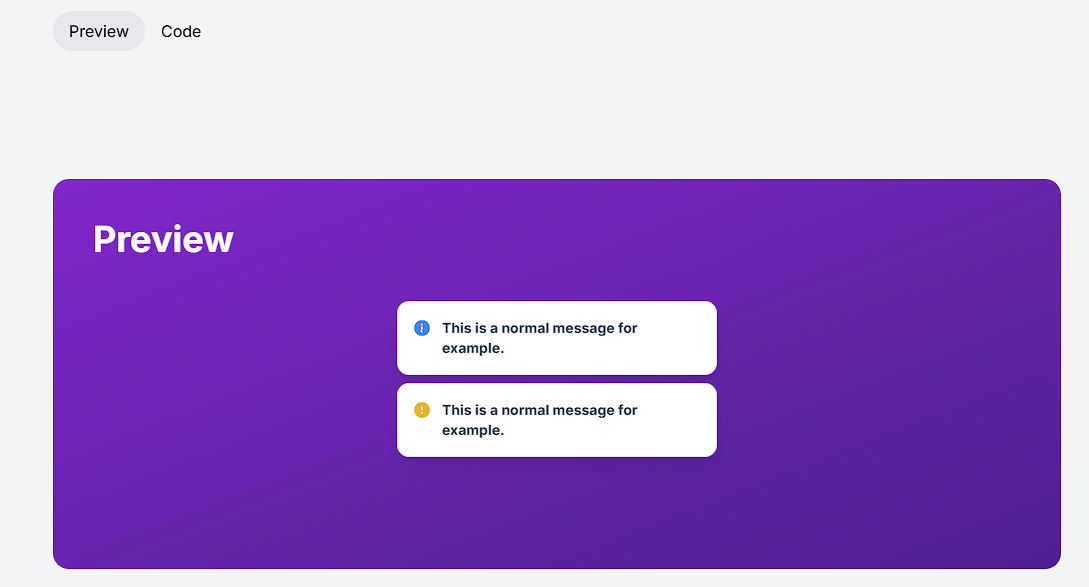 Preview Code
Preview
This is a normal message for
example.
This is a normal message for
example.